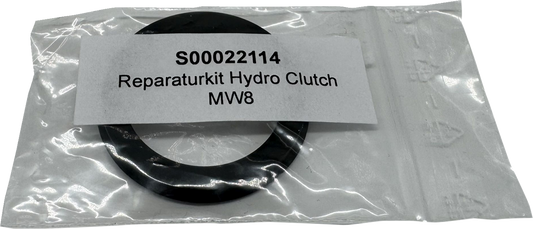 S00022114
Reparaturkit Hydro Clutch
MW8